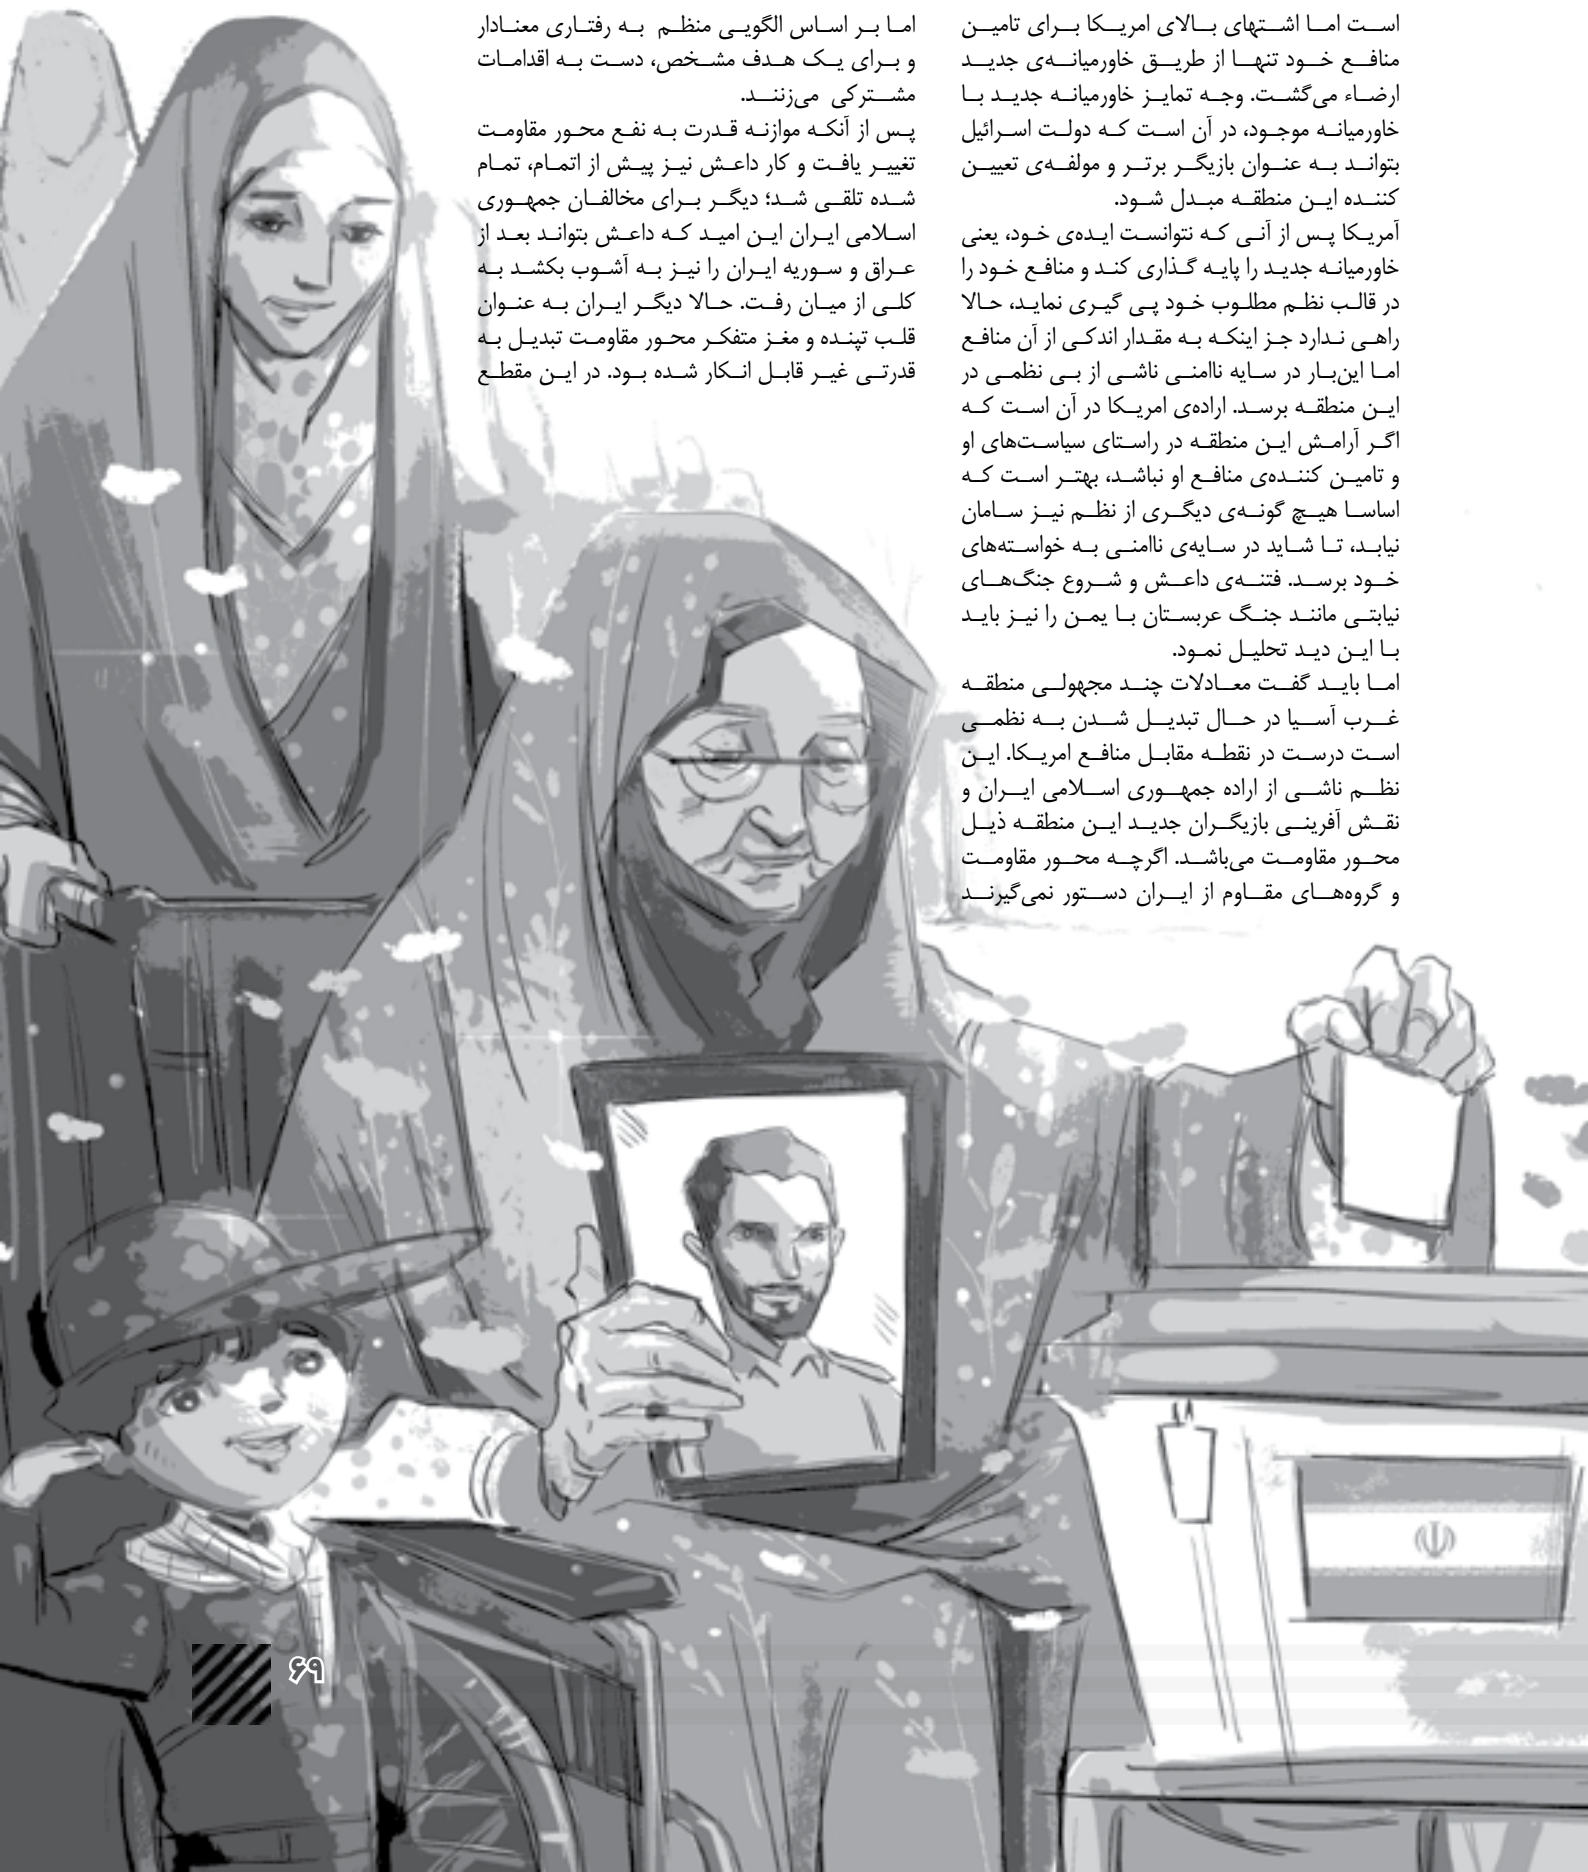 است اما اشتهای بالای امریکا برای تامین
منافع خود تنها از طریق خاورمیانه‌ی جدید
ارضاء می‌گشت. وجه تمایز خاورمیانه جدید با
خاورمیانه موجود، در آن است که دولت اسرائیل
بتواند به عنوان بازیگر برتر و مولفه‌ی تعیین
کننده این منطقه مبدل شود.
آمریکا پس از آنی که نتوانست ایده‌ی خود، یعنی
خاورمیانه جدید را پایه گذاری کند و منافع خود را
در قالب نظم مطلوب خود پی گیری نماید، حالا
راهی ندارد جز اینکه به مقدار اندکی از آن منافع
اما این‌بار در سایه ناامنی ناشی از بی نظمی در
این منطقه برسد. اراده‌ی امریکا در آن است که
اگر آرامش این منطقه در راستای سیاست‌های او
و تامین کننده‌ی منافع او نباشد، بهتر است که
اساسا هیچ گونه‌ی دیگری از نظم نیز سامان
نیابد، تا شاید در سایه‌ی ناامنی به خواسته‌های
خود برسد. فتنه‌ی داعش و شروع جنگ‌های
نیابتی مانند جنگ عربستان با یمن را نیز باید
با این دید تحلیل نمود.
اما باید گفت معادلات چند مجهولی منطقه
غرب آسیا در حال تبدیل شدن به نظمی
است درست در نقطه مقابل منافع امریکا. این
نظم ناشی از اراده جمهوری اسلامی ایران و
نقش آفرینی بازیگران جدید این منطقه ذیل
محور مقاومت می‌باشد. اگرچه محور مقاومت
و گروه‌های مقاوم از ایران دستور نمی‌گیرند
اما بر اساس الگویی منظم به رفتاری معنادار
و برای یک هدف مشخص، دست به اقدامات
مشترکی می‌زنند.
پس از آنکه موازنه قدرت به نفع محور مقاومت
تغییر یافت و کار داعش نیز پیش از اتمام، تمام
شده تلقی شد؛ دیگر برای مخالفان جمهوری
اسلامی ایران این امید که داعش بتواند بعد از
عراق و سوریه ایران را نیز به آشوب بکشد به
کلی از میان رفت. حالا دیگر ایران به عنوان
قلب تپنده و مغز متفکر محور مقاومت تبدیل به
قدرتی غیر قابل انکار شده بود. در این مقطع
۶۹